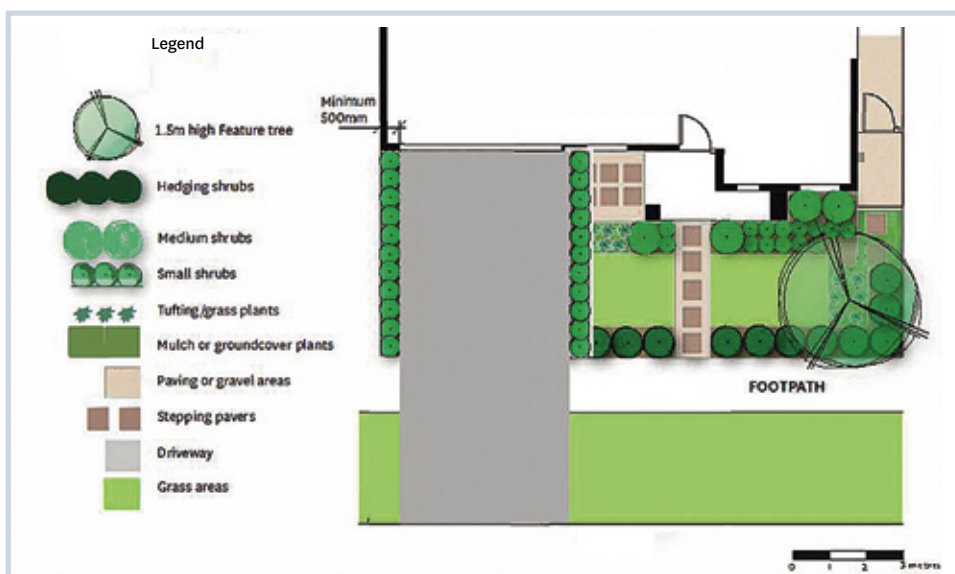 Legend
1.5m high Feature tree
Hedging shrubs
Medium shrubs
Small shrubs
Tufting/grass plants
Mulch or groundcover plants
Paving or gravel areas
Stepping pavers
Driveway
Grass areas
Minimum
500mm
FOOTPATH
0 1 2 3 metres